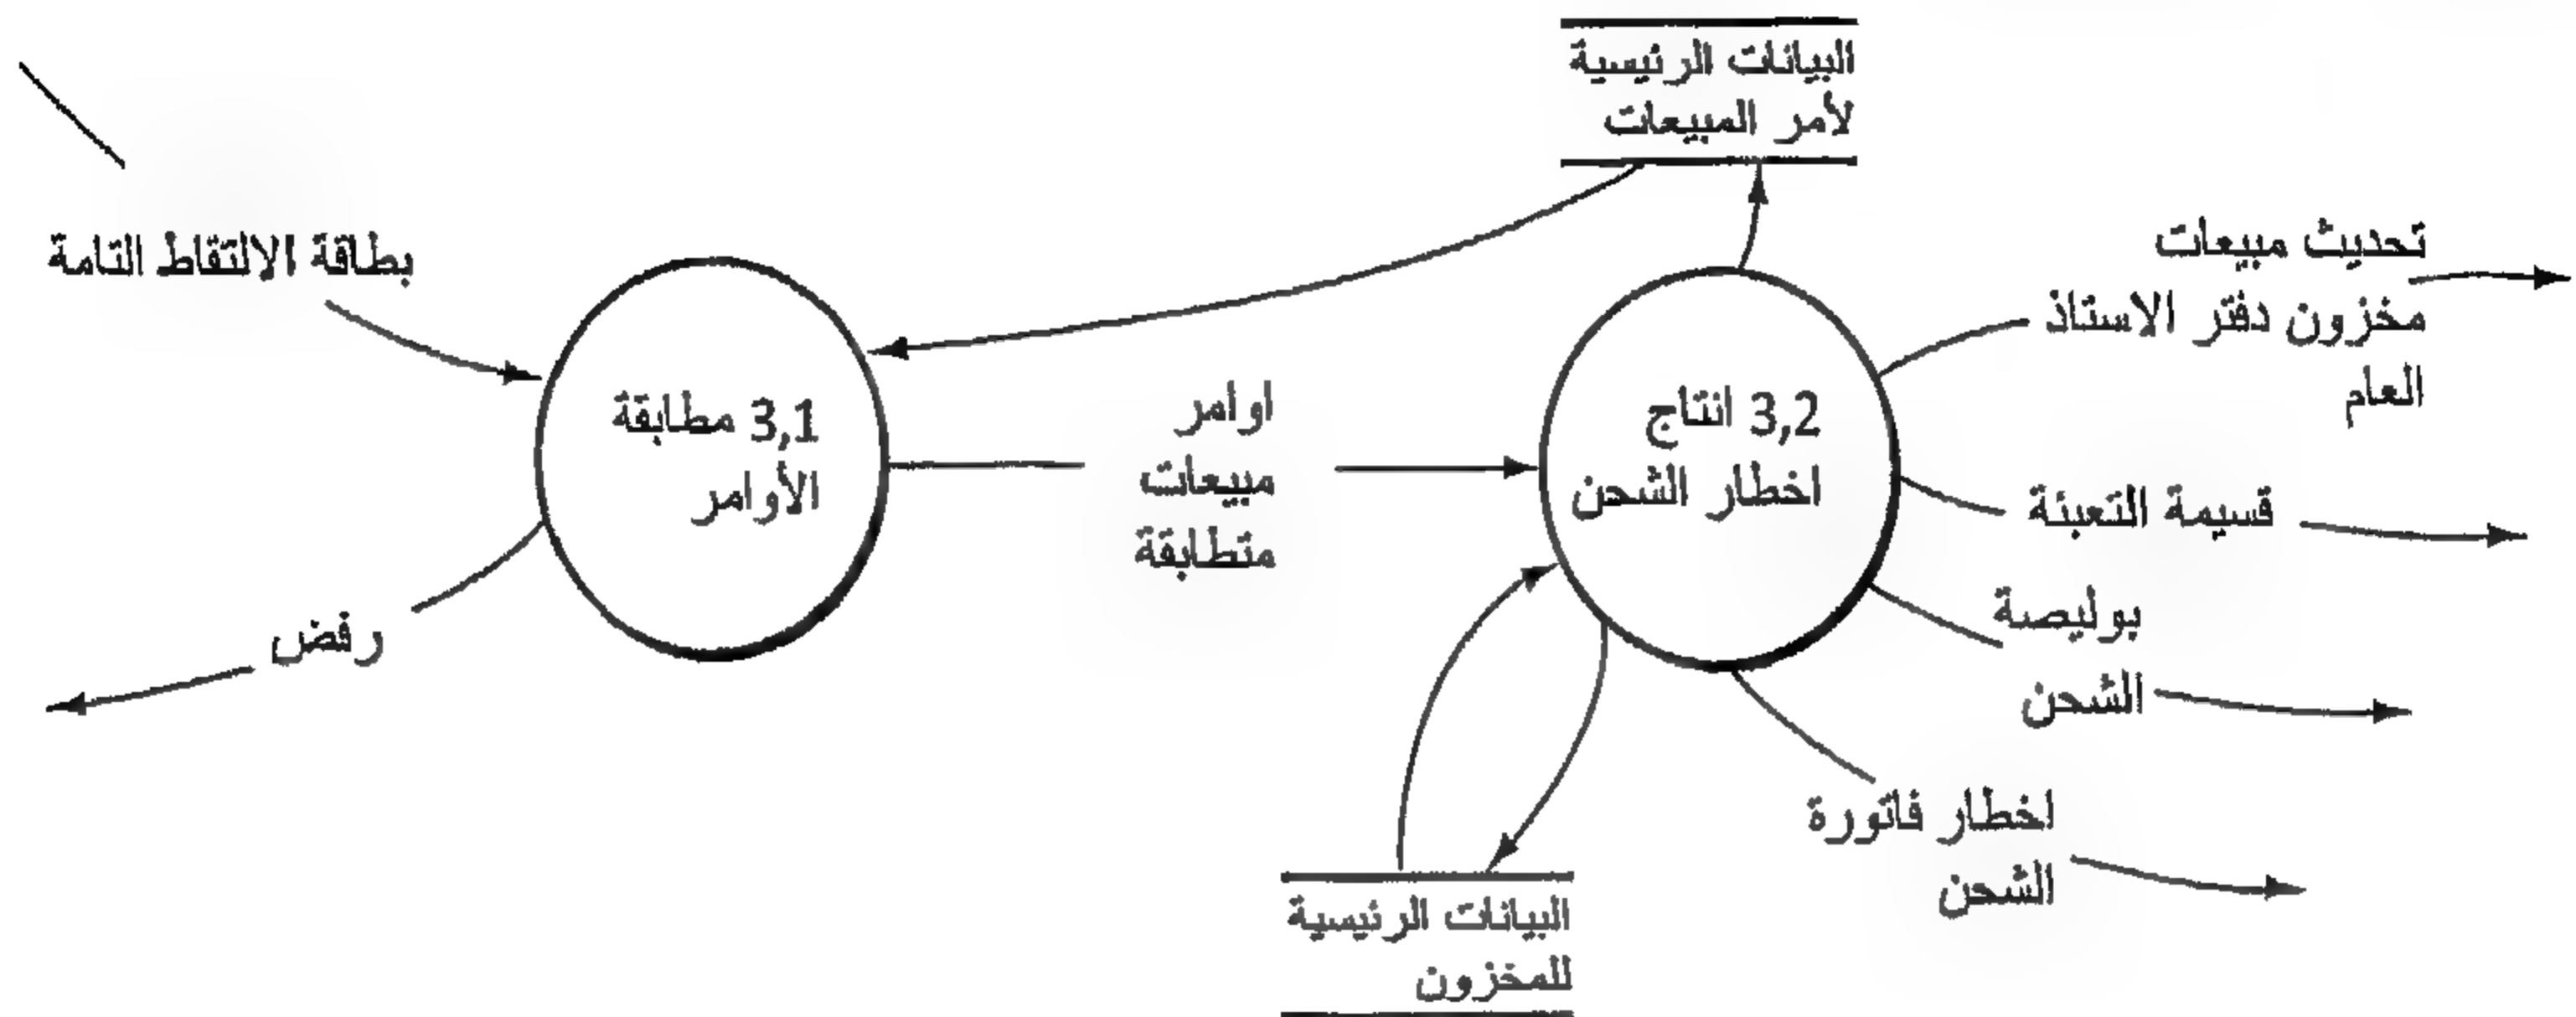 البيانات الرئيسية
لأمر المبيعات
بطاقة الالتقاط التامة
تحديث مبيعات
مخزون دفتر الاستاذ
العام
3,1 مطابقة
الأوامر
اوامر
مبيعات
متطابقة
3,2 انتاج
اخطار الشحن
قسيمة التعبئة
بوليصة
الشحن
رفض
اخطار فاتورة
الشحن
البيانات الرئيسية
للمخزون